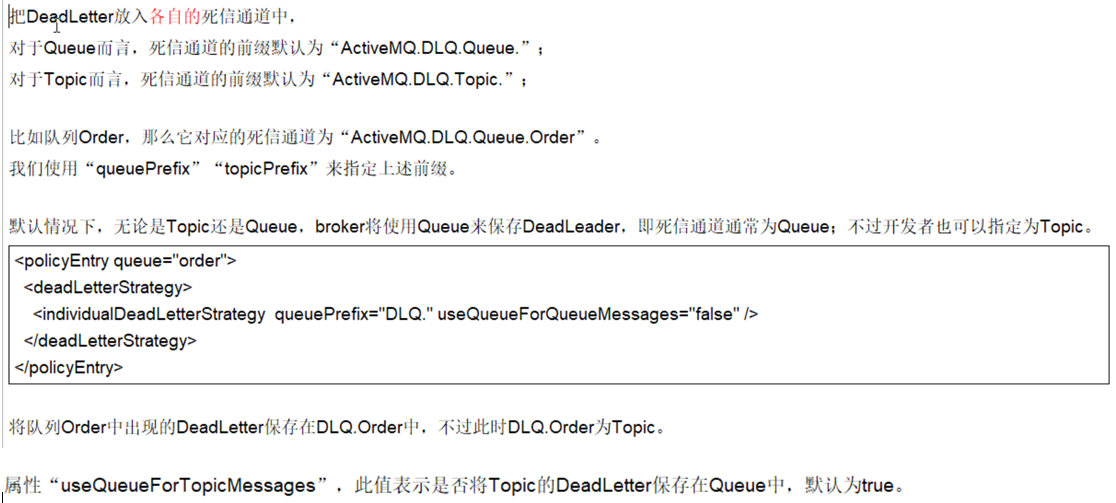 把DeadLetter放入各自的死信通道中，
对于Queue而言，死信通道的前缀默认为“ActiveMQ.DLQ.Queue.”；
对于Topic而言，死信通道的前缀默认为“ActiveMQ.DLQ.Topic.”；
比如队列Order，那么它对应的死信通道为“ActiveMQ.DLQ.Queue.Order”。
我们使用“queuePrefix”“topicPrefix”来指定上述前缀。
默认情况下，无论是Topic还是Queue，broker将使用Queue来保存DeadLeader，即死信通道通常为Queue；不过开发者也可以指定为Topic。
<policyEntry queue="order">
<deadLetterStrategy>
<individualDeadLetterStrategy queuePrefix="DLQ." useQueueForQueueMessages="false" />
</deadLetterStrategy>
</policyEntry>
将队列Order中出现的DeadLetter保存在DLQ.Order中，不过此时DLQ.Order为Topic。
属性“useQueueForTopicMessages”，此值表示是否将Topic的DeadLetter保存在Queue中，默认为true。